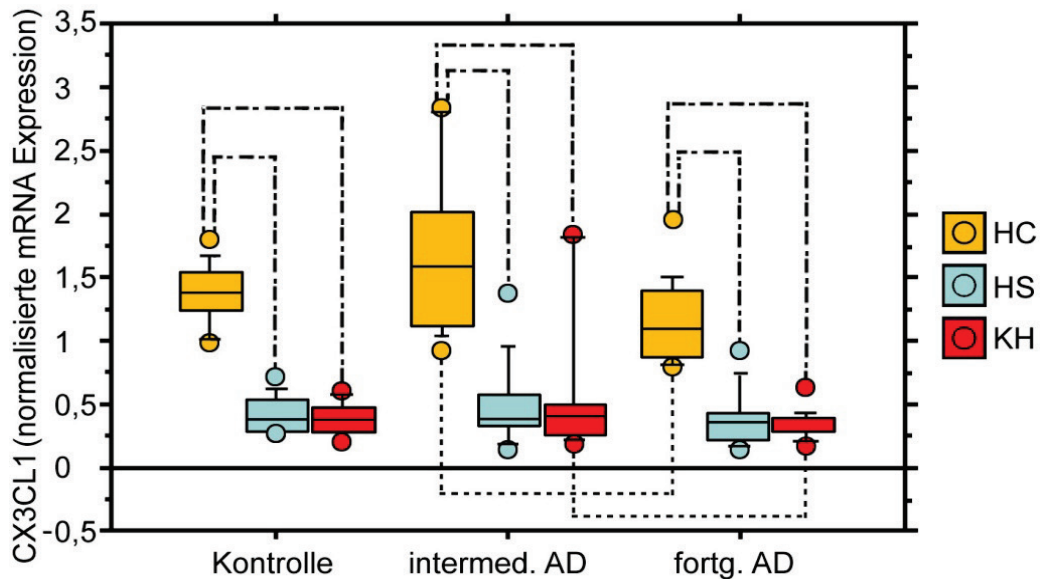 CX3CL1 (normalisierte mRNA Expression)
3,5
3
2,5
2
1,5
1
0,5
0
-0,5
Kontrolle
intermed. AD
fortg. AD
HC
HS
KH